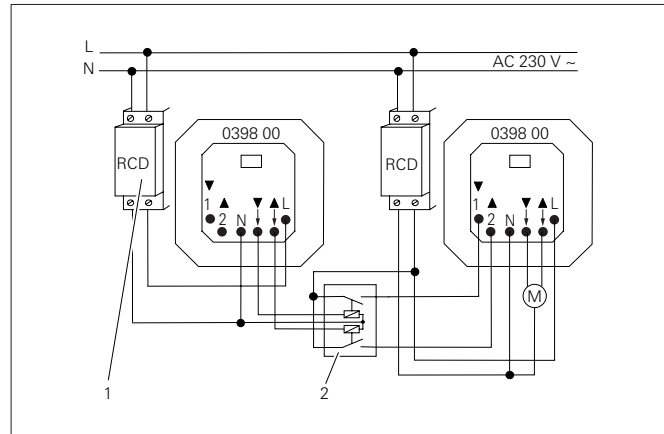 L
N AC 230 V ~
0398 00 0398 00
RCD RCD
▼ ▼
1 ▲ ▼ ▲ L 1 ▲ ▼ ▲ L
2 N 2 N
M
1 2